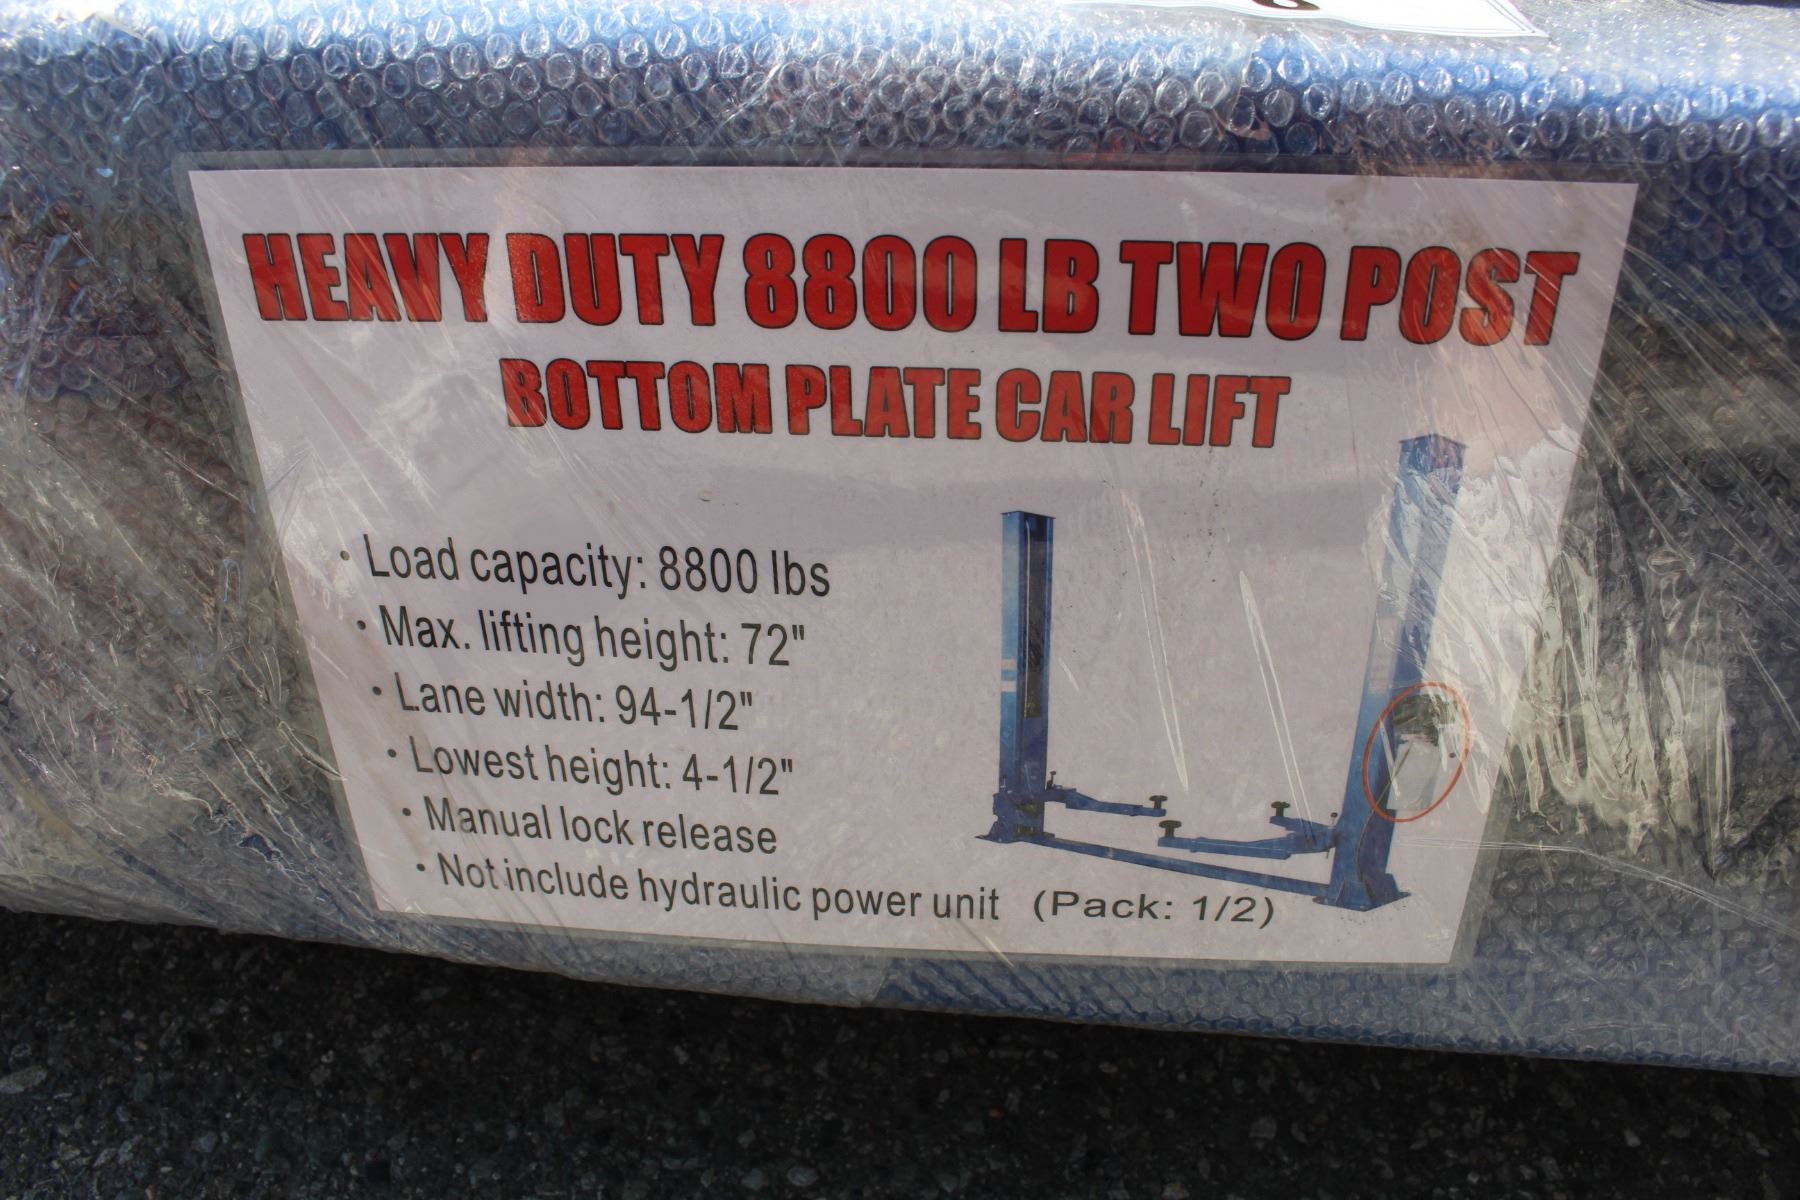 HEAVY DUTY 8800 LB TWO POST
BOTTOM PLATE CAR LIFT
• Load capacity: 8800 lbs
• Max. lifting height: 72"
• Lane width: 94-1/2"
• Lowest height: 4-1/2"
• Manual lock release
• Not include hydraulic power unit (Pack: 1/2)